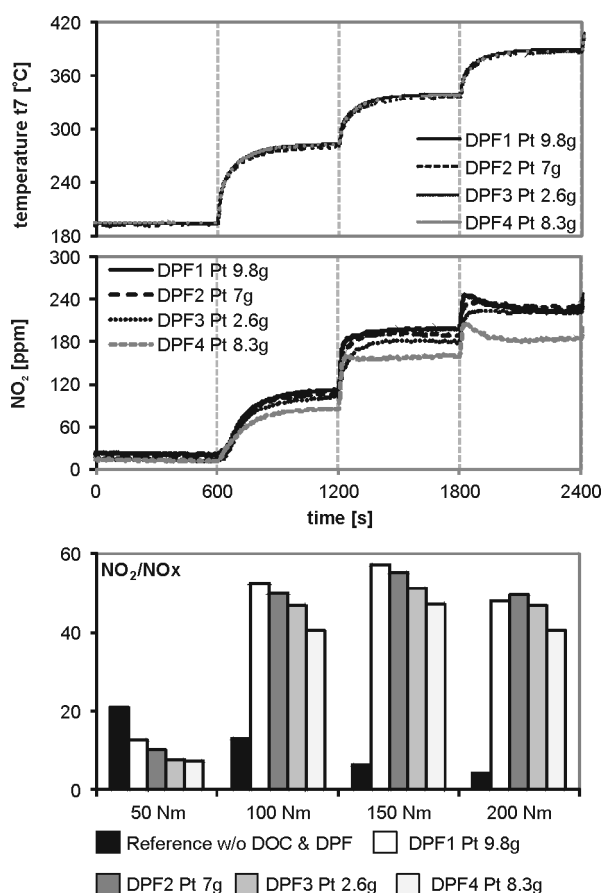 420
360
300
240
180
temperature t7 [°C]
DPF1 Pt 9.8g
DPF2 Pt 7g
DPF3 Pt 2.6g
DPF4 Pt 8.3g
300
240
180
120
60
0
NO₂ [ppm]
DPF1 Pt 9.8g
DPF2 Pt 7g
DPF3 Pt 2.6g
DPF4 Pt 8.3g
0 600 1200 1800 2400
time [s]
60
40
20
0
NO₂/NOx
50 Nm 100 Nm 150 Nm 200 Nm
Reference w/o DOC & DPF DPF1 Pt 9.8g
DPF2 Pt 7g DPF3 Pt 2.6g DPF4 Pt 8.3g